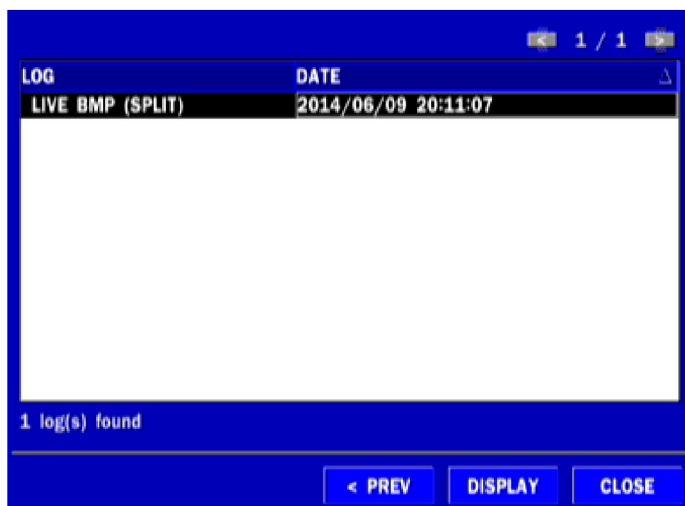 < 1 / 1 >
LOG DATE △
LIVE BMP (SPLIT) 2014/06/09 20:11:07
1 log(s) found
< PREV DISPLAY CLOSE